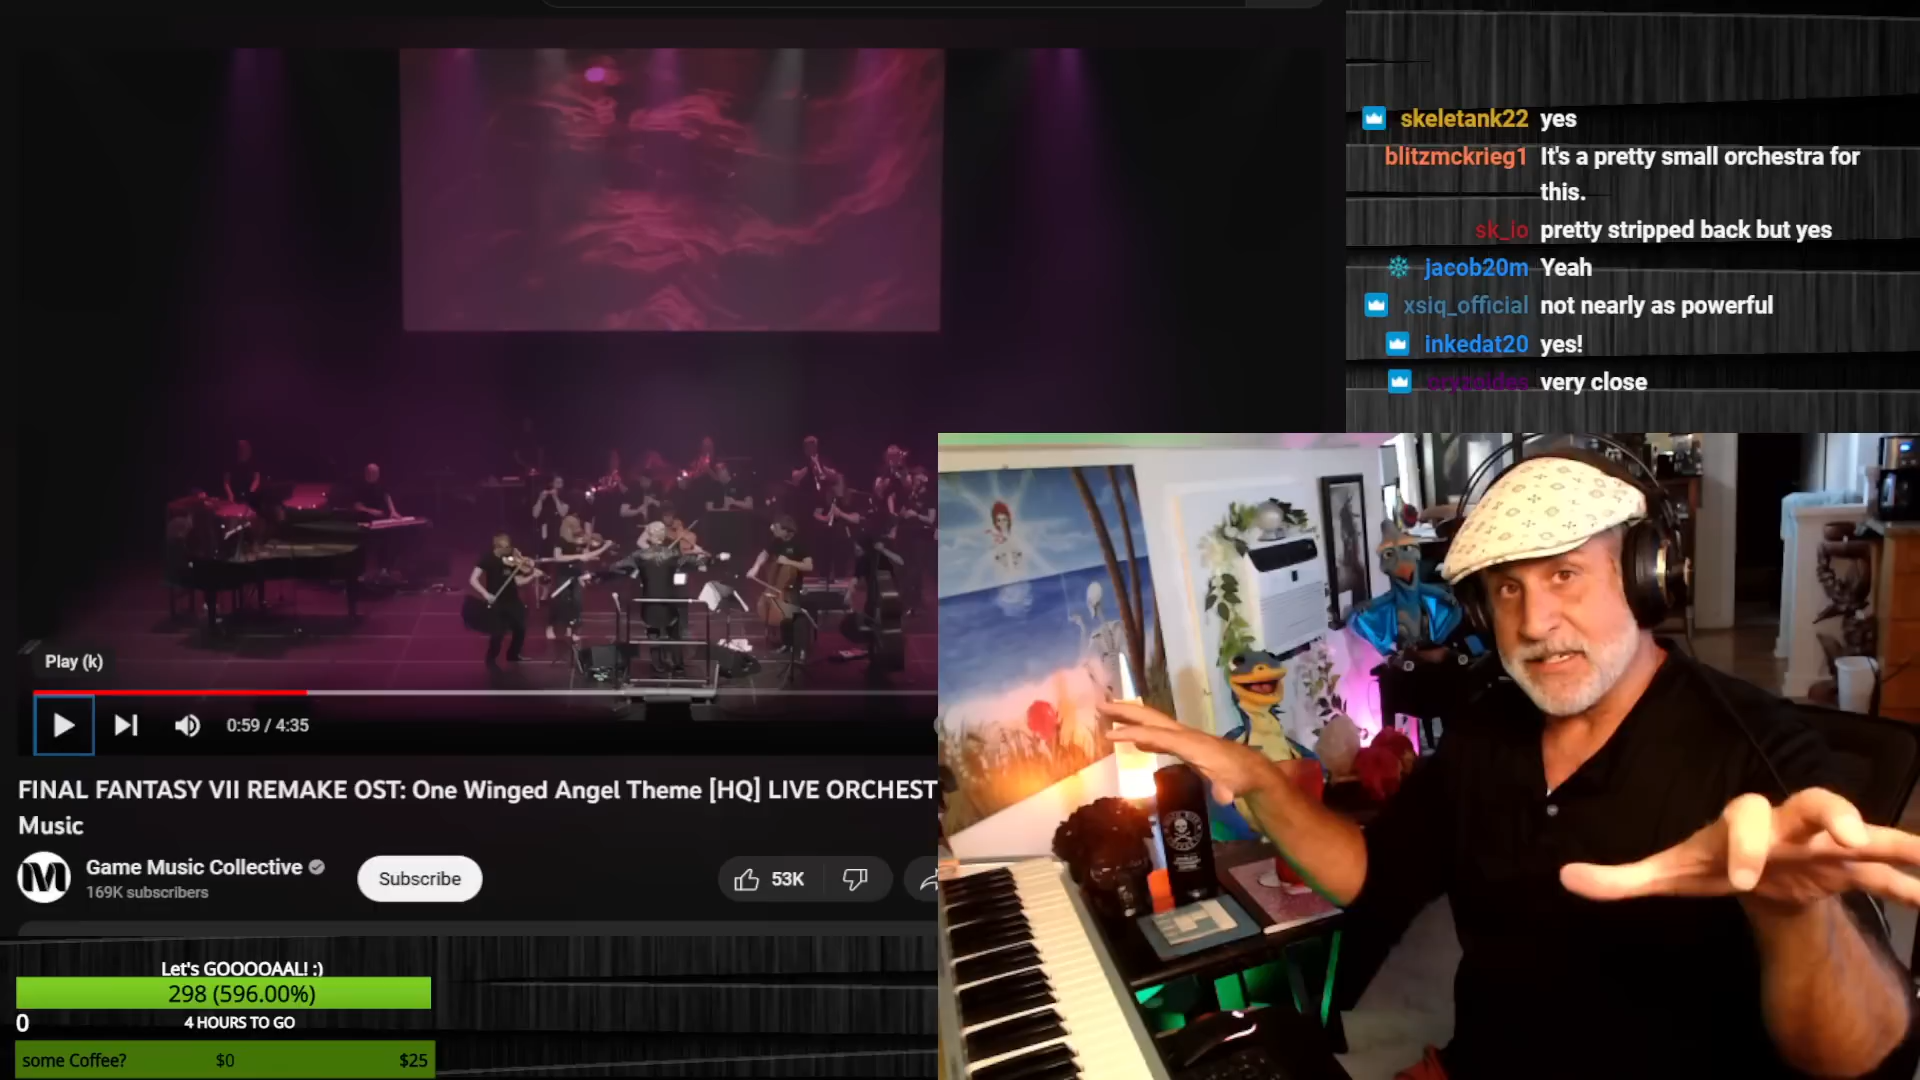 skeletank22 yes
blitzmckrieg1 It's a pretty small orchestra for
this.
sk_io pretty stripped back but yes
jacob20m Yeah
xsiq_official not nearly as powerful
inkedat20 yes!
very close
Play (k)
0:59 / 4:35
FINAL FANTASY VII REMAKE OST: One Winged Angel Theme [HQ] LIVE ORCHEST
Music
Game Music Collective
169K subscribers
Subscribe
53K
Let's GOOOOAAL! :)
298 (596.00%)
0
4 HOURS TO GO
some Coffee? $0 $25